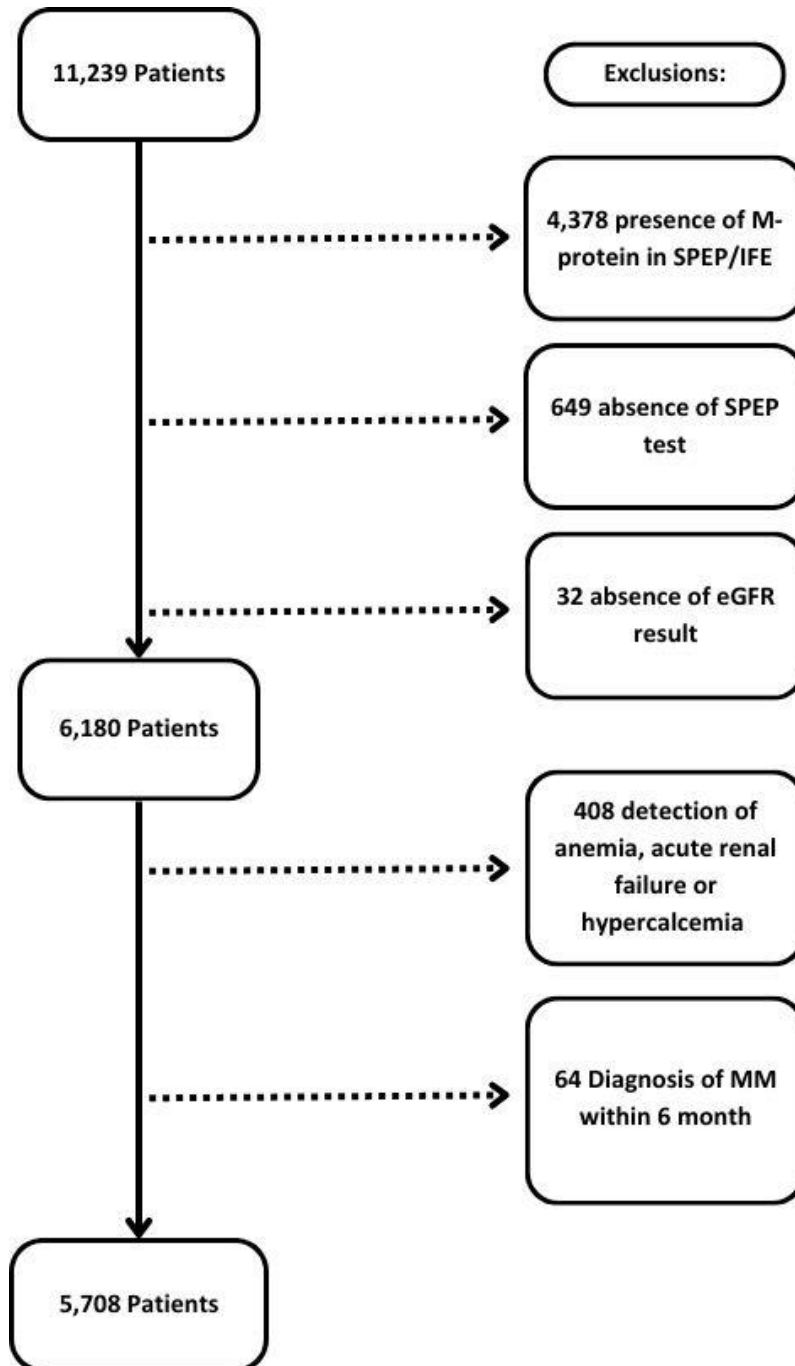 11,239 Patients
Exclusions:
4,378 presence of M-
protein in SPEP/IFE
649 absence of SPEP
test
32 absence of eGFR
result
6,180 Patients
408 detection of
anemia, acute renal
failure or
hypercalcemia
64 Diagnosis of MM
within 6 month
5,708 Patients